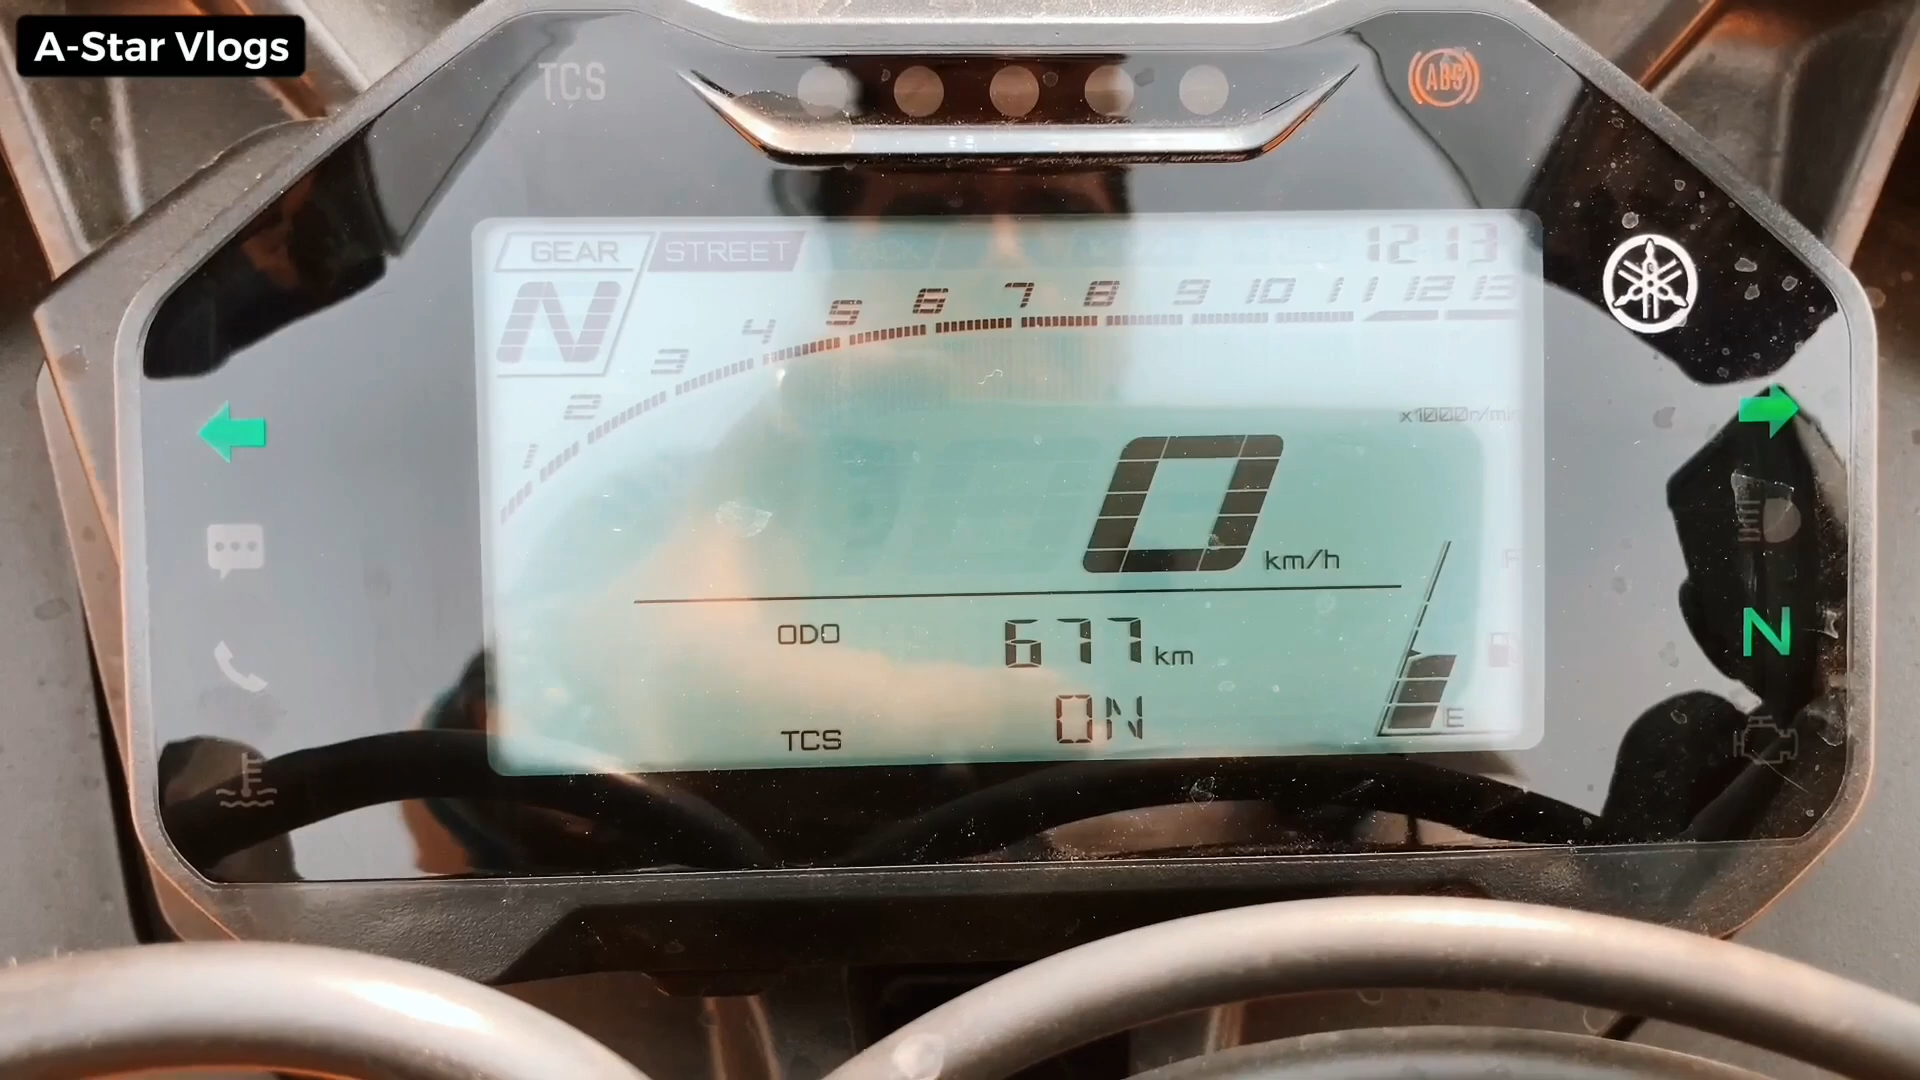 A-Star Vlogs
TCS
ABS
GEAR STREET
12:13
N
1 2 3 4 5 6 7 8 9 10 11 12 13
x1000r/min
0 km/h
F
ODO 677 km
N
E
TCS ON